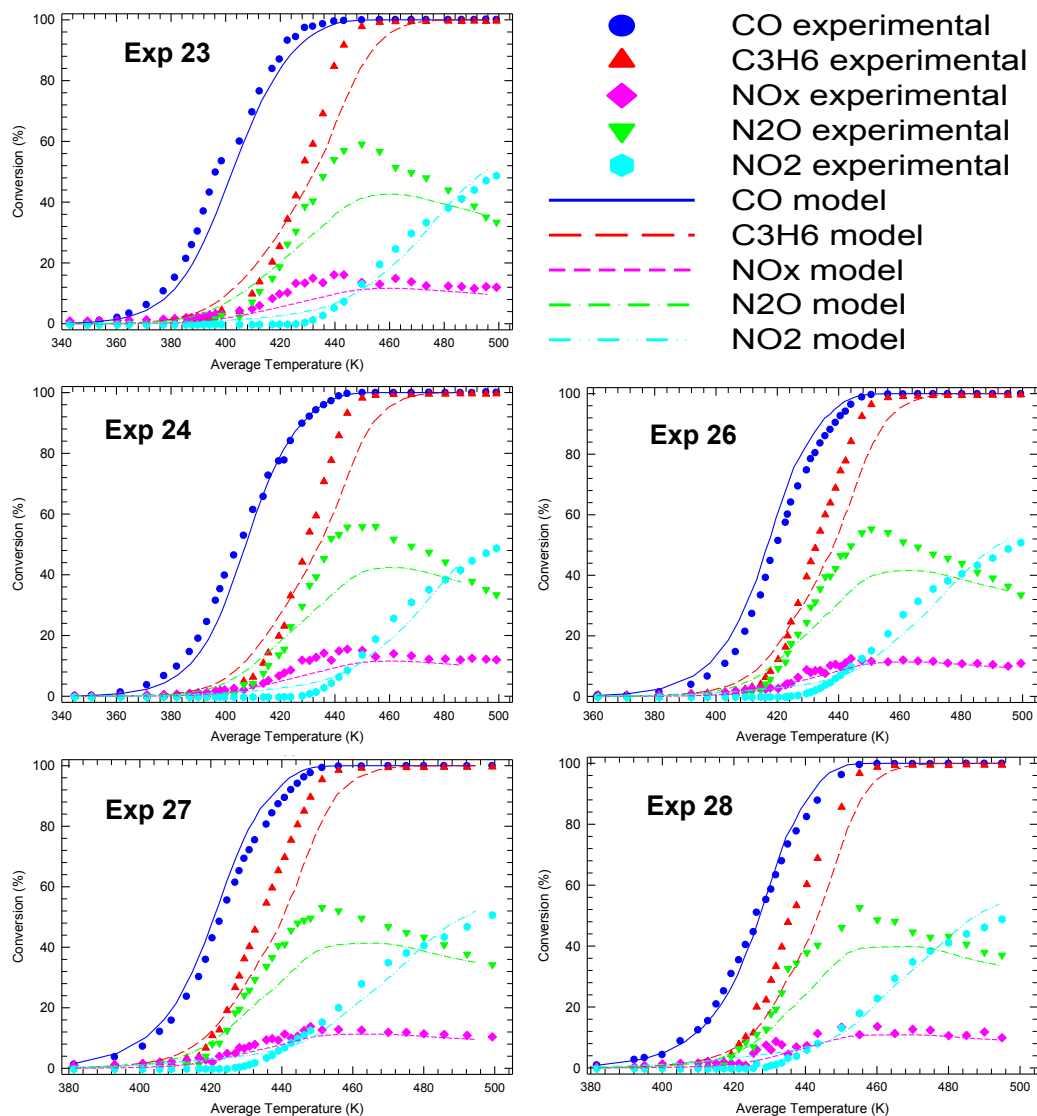 Exp 23
Conversion (%)
100
80
60
40
20
0
340 360 380 400 420 440 460 480 500
Average Temperature (K)
CO experimental
C3H6 experimental
NOx experimental
N2O experimental
NO2 experimental
CO model
C3H6 model
NOx model
N2O model
NO2 model
Exp 24
Conversion (%)
100
80
60
40
20
0
340 360 380 400 420 440 460 480 500
Average Temperature (K)
Exp 26
Conversion (%)
100
80
60
40
20
0
360 380 400 420 440 460 480 500
Average Temperature (K)
Exp 27
Conversion (%)
100
80
60
40
20
0
380 400 420 440 460 480 500
Average Temperature (K)
Exp 28
Conversion (%)
100
80
60
40
20
0
380 400 420 440 460 480 500
Average Temperature (K)